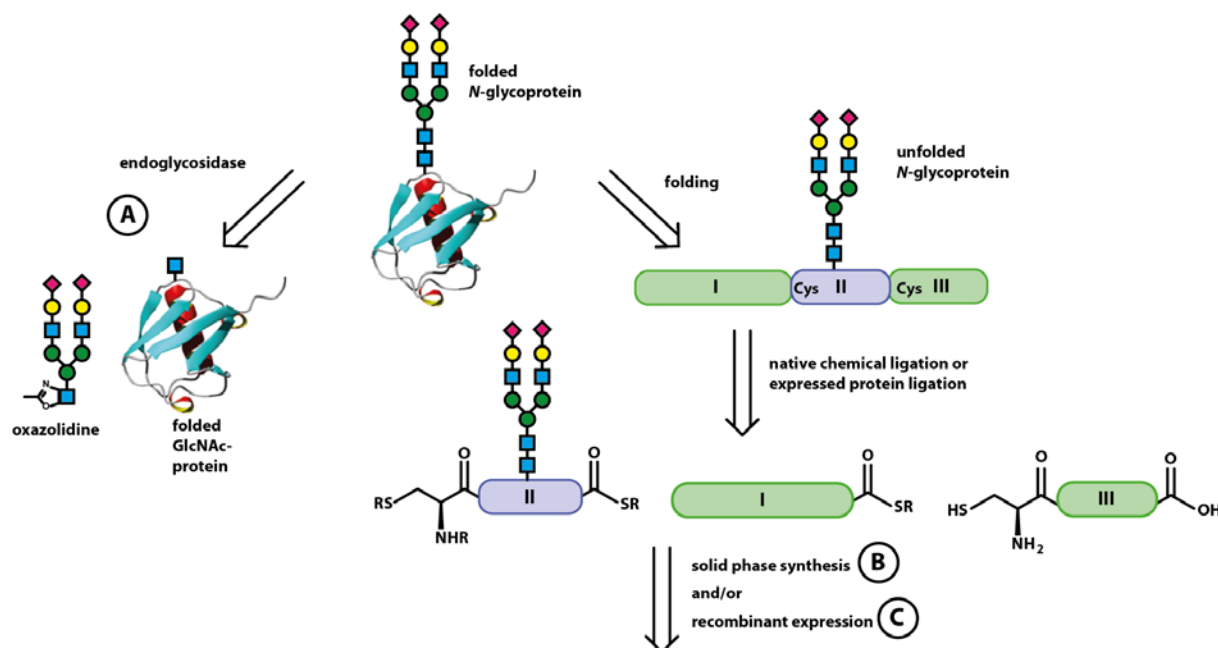 folded
N-glycoprotein
endoglycosidase
A
folding
unfolded
N-glycoprotein
I
Cys
II
Cys
III
N
O
oxazolidine
folded
GlcNAc-
protein
native chemical ligation or
expressed protein ligation
O
O
RS
II
SR
NHR
O
I
SR
O
O
HS
III
OH
NH2
solid phase synthesis B
and/or
recombinant expression C